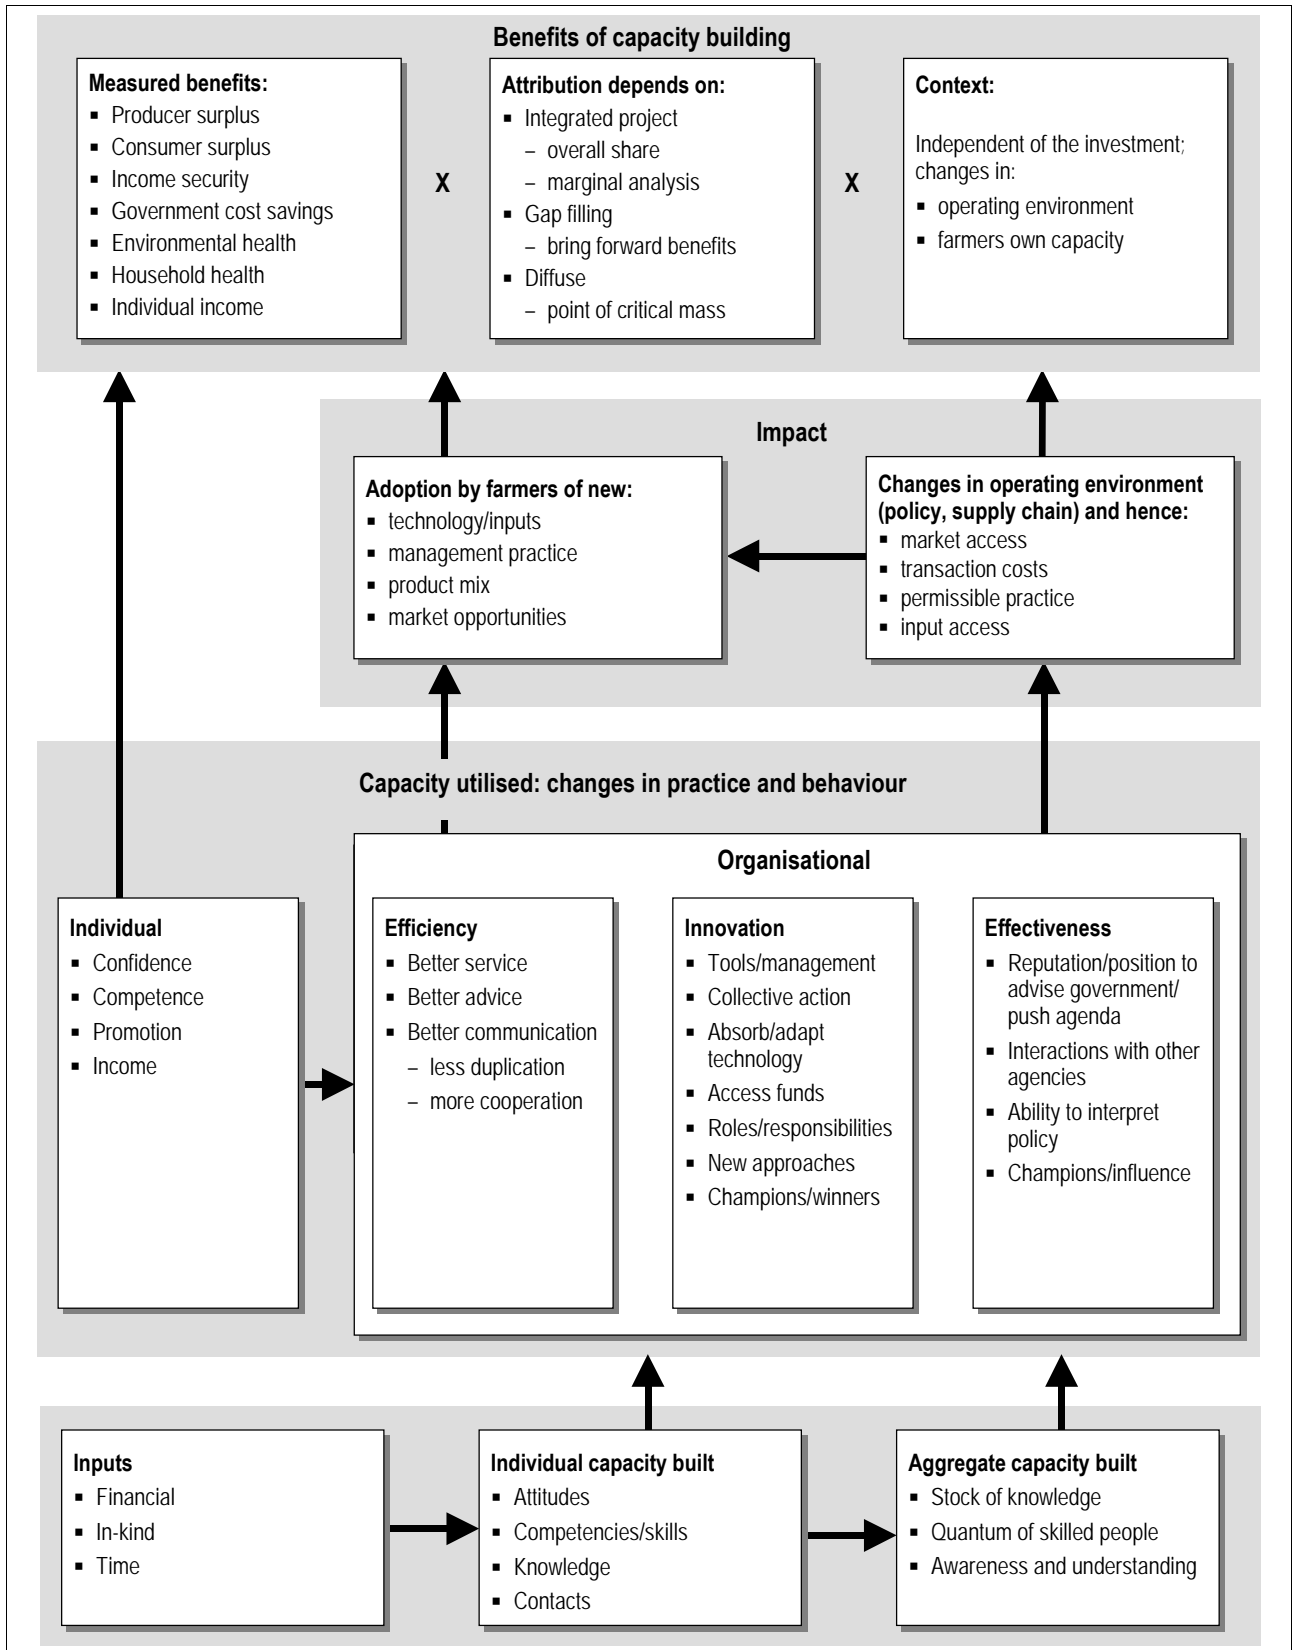 Benefits of capacity building
Measured benefits:
▪ Producer surplus
▪ Consumer surplus
▪ Income security
▪ Government cost savings
▪ Environmental health
▪ Household health
▪ Individual income
X
Attribution depends on:
▪ Integrated project
– overall share
– marginal analysis
▪ Gap filling
– bring forward benefits
▪ Diffuse
– point of critical mass
X
Context:
Independent of the investment;
changes in:
▪ operating environment
▪ farmers own capacity
Impact
Adoption by farmers of new:
▪ technology/inputs
▪ management practice
▪ product mix
▪ market opportunities
Changes in operating environment
(policy, supply chain) and hence:
▪ market access
▪ transaction costs
▪ permissible practice
▪ input access
Capacity utilised: changes in practice and behaviour
Individual
▪ Confidence
▪ Competence
▪ Promotion
▪ Income
Organisational
Efficiency
▪ Better service
▪ Better advice
▪ Better communication
– less duplication
– more cooperation
Innovation
▪ Tools/management
▪ Collective action
▪ Absorb/adapt
technology
▪ Access funds
▪ Roles/responsibilities
▪ New approaches
▪ Champions/winners
Effectiveness
▪ Reputation/position to
advise government/
push agenda
▪ Interactions with other
agencies
▪ Ability to interpret
policy
▪ Champions/influence
Inputs
▪ Financial
▪ In-kind
▪ Time
Individual capacity built
▪ Attitudes
▪ Competencies/skills
▪ Knowledge
▪ Contacts
Aggregate capacity built
▪ Stock of knowledge
▪ Quantum of skilled people
▪ Awareness and understanding